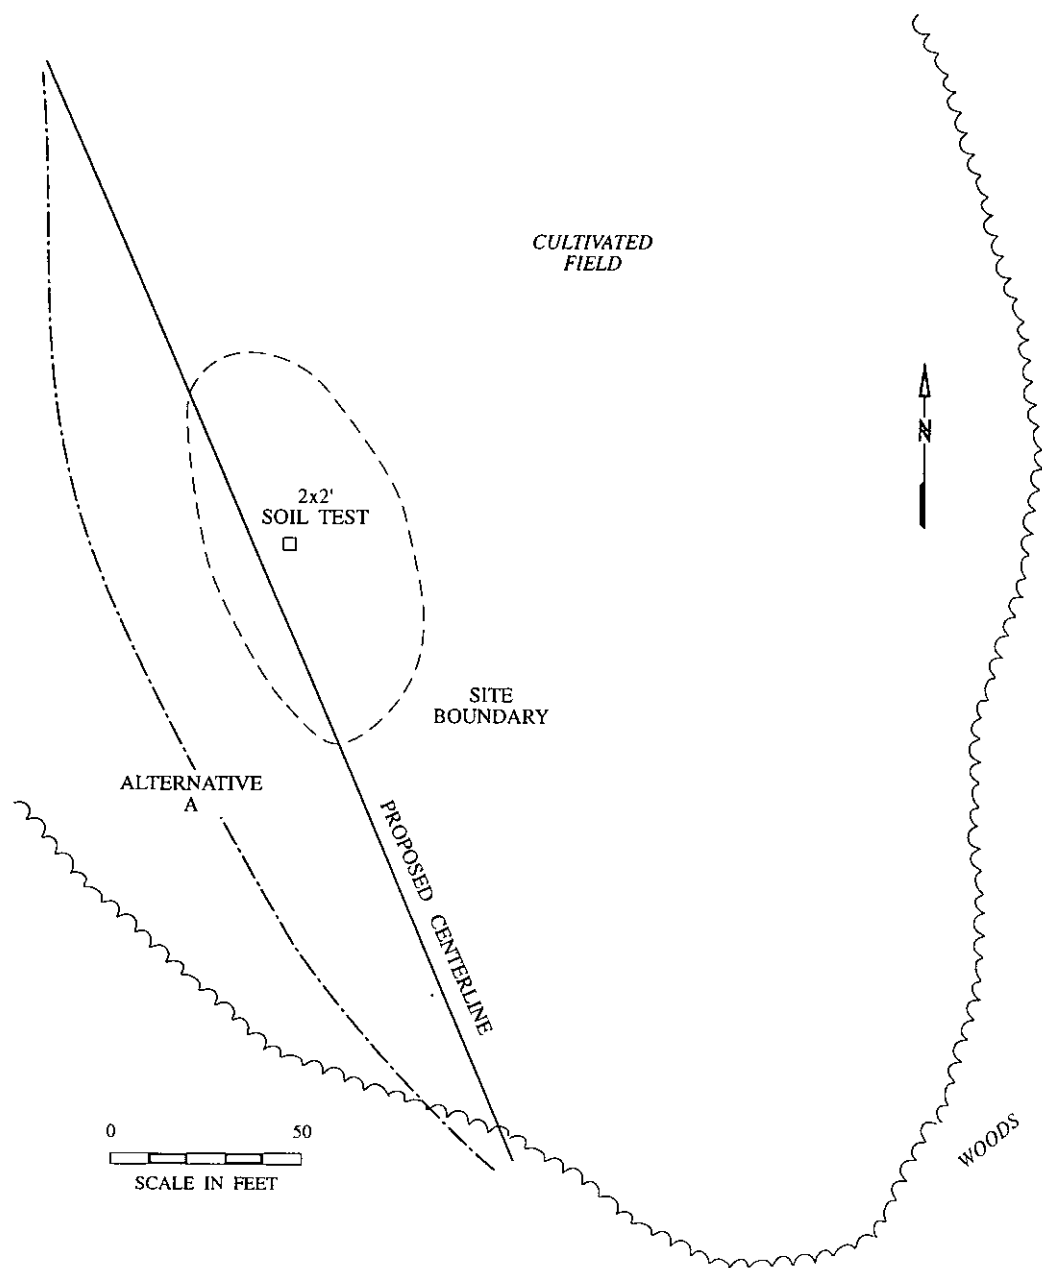 CULTIVATED
FIELD
N
2x2'
SOIL TEST
SITE
BOUNDARY
ALTERNATIVE
A
PROPOSED CENTERLINE
0 50
SCALE IN FEET
WOODS